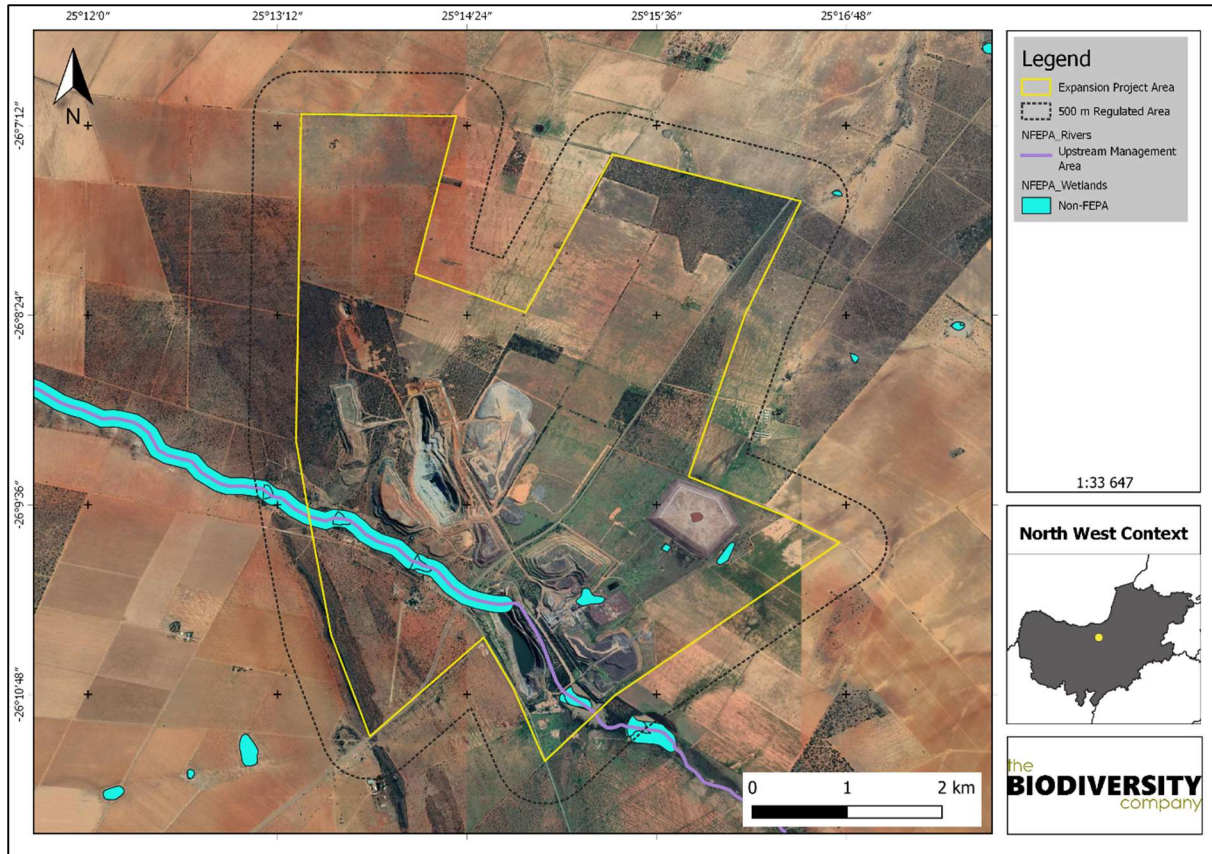 25°12′0″
25°13′12″
25°14′24″
25°15′36″
25°16′48″
-26°7′12″
-26°8′24″
-26°9′36″
-26°10′48″
N
Legend
Expansion Project Area
500 m Regulated Area
NFEPA_Rivers
Upstream Management
Area
NFEPA_Wetlands
Non-FEPA
1:33 647
North West Context
the
BIODIVERSITY
company
0 1 2 km